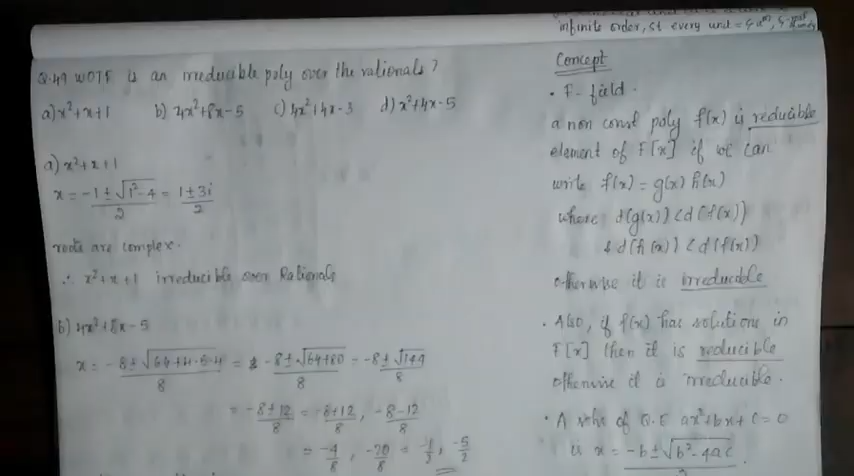 Q.49 WOTF is an irreducible poly over the rationals?
a) x²+x+1 b) 4x²+8x-5 c) 4x²+4x-3 d) x²+4x-5
a) x²+x+1
x = -1±√1²-4 / 2 = 1±3i / 2
roots are complex.
∴ x²+x+1 irreducible over Rationals
b) 4x²+8x-5
x = -8±√64+4·5·4 / 8 = -8±√64+80 / 8 = -8±√144 / 8
= -8±12 / 8 = -8+12 / 8, -8-12 / 8
= -4/8, -20/8 = -1/2, -5/2
infinite order, st every unit =
Concept
• F- field.
a non const poly f(x) is reducible
element of F[x] if we can
write f(x) = g(x) h(x)
where d(g(x)) < d(f(x))
& d(h(x)) < d(f(x))
otherwise it is irreducible
• Also, if f(x) has solutions in
F[x] then it is reducible
otherwise it is irreducible.
• A soln of Q.E ax²+bx+c=0
is x = -b±√b²-4ac